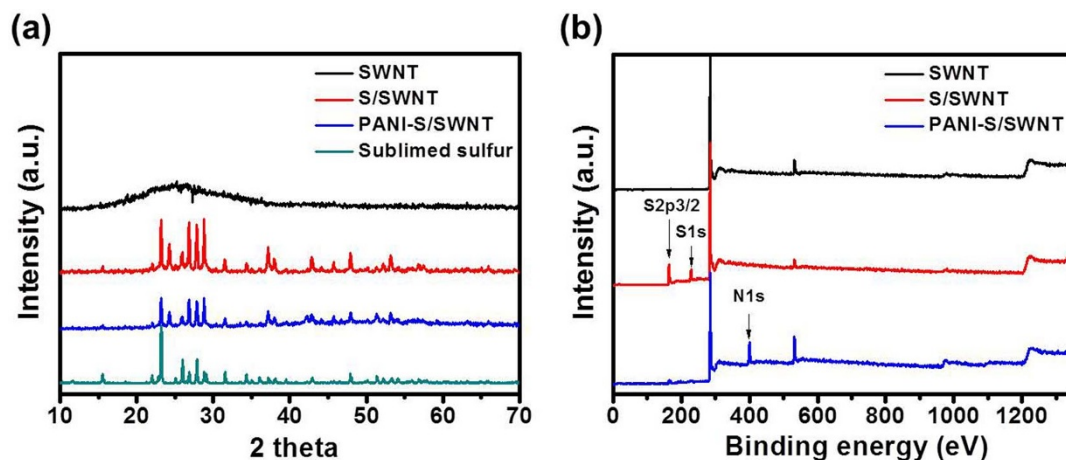 (a)
Intensity (a.u.)
SWNT
S/SWNT
PANI-S/SWNT
Sublimed sulfur
10 20 30 40 50 60 70
2 theta
(b)
Intensity (a.u.)
SWNT
S/SWNT
PANI-S/SWNT
S2p3/2
S1s
N1s
0 200 400 600 800 1000 1200
Binding energy (eV)